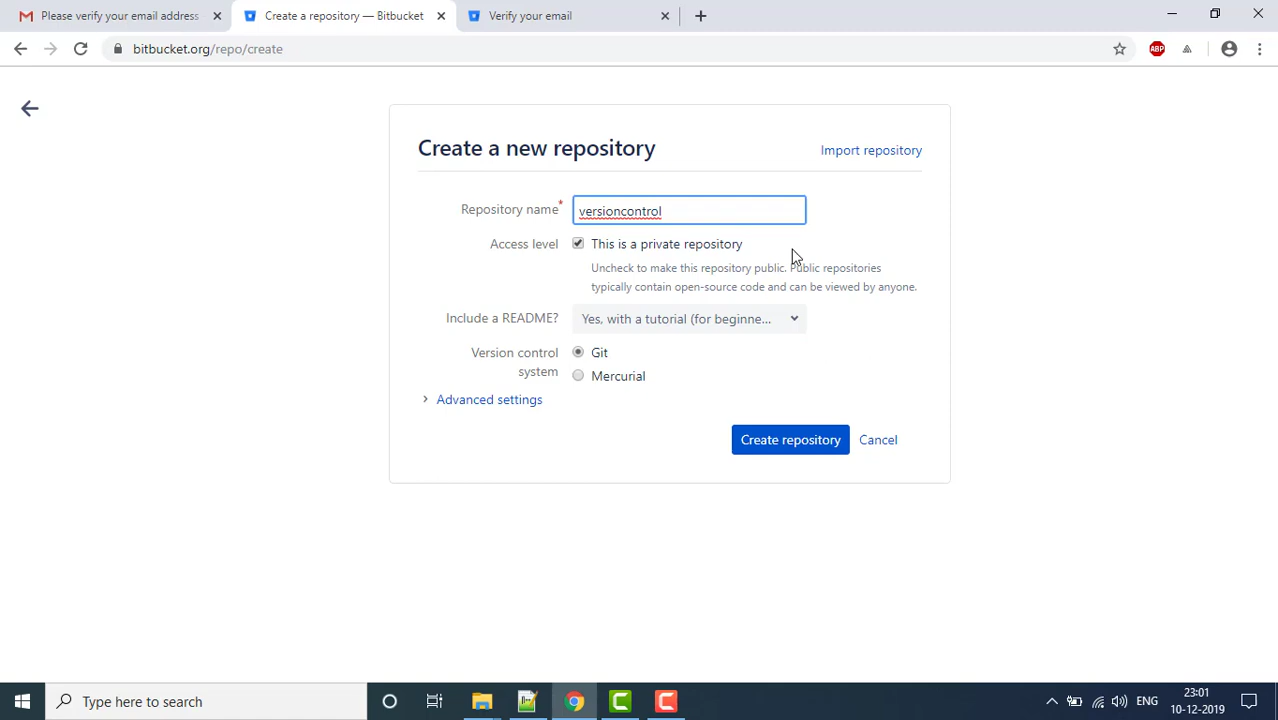 Please verify your email address
Create a repository — Bitbucket
Verify your email
bitbucket.org/repo/create
ABP
Create a new repository
Import repository
Repository name*
versioncontrol
Access level
This is a private repository
Uncheck to make this repository public. Public repositories
typically contain open-source code and can be viewed by anyone.
Include a README?
Yes, with a tutorial (for beginne...
Version control
system
Git
Mercurial
Advanced settings
Create repository
Cancel
Type here to search
ENG
23:01
10-12-2019